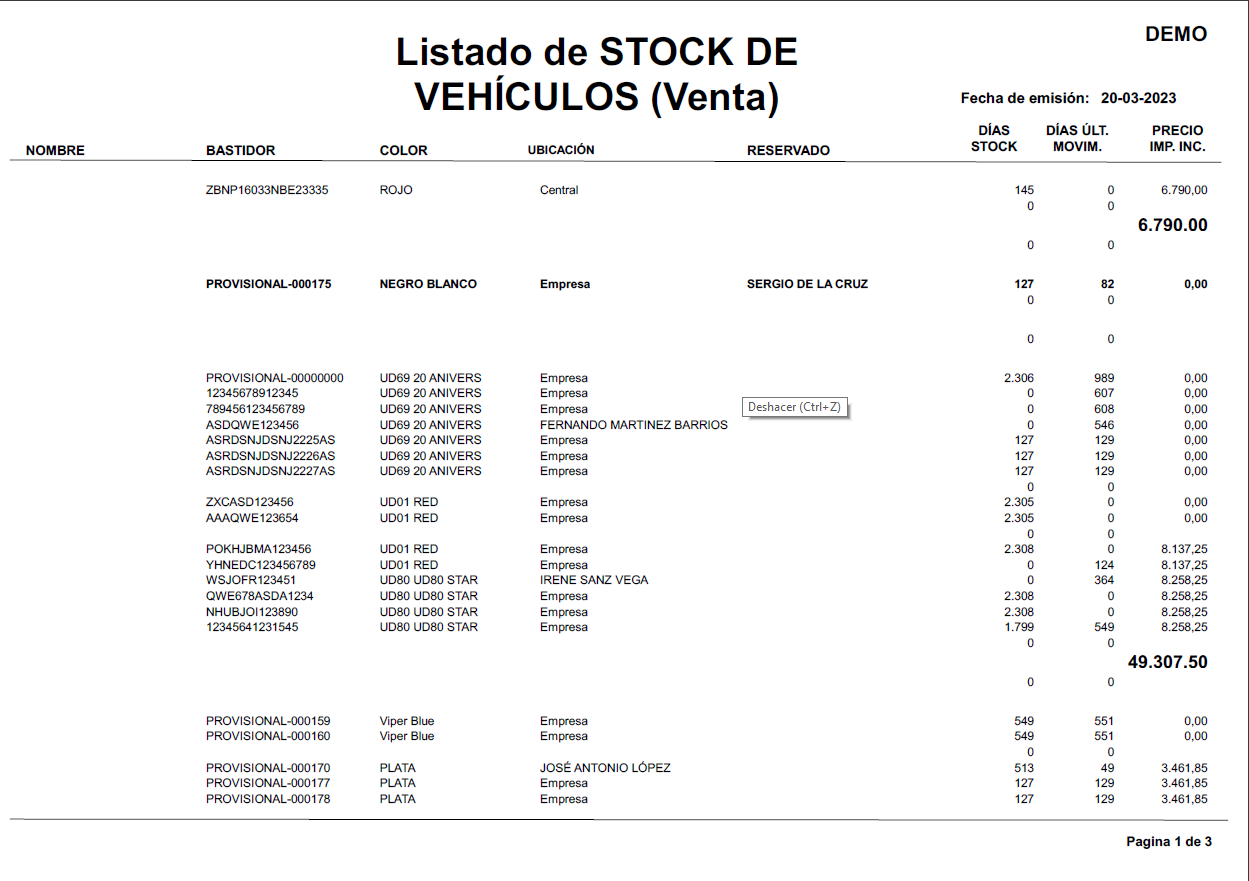 DEMO
Listado de STOCK DE
VEHÍCULOS (Venta)
Fecha de emisión: 20-03-2023
NOMBRE BASTIDOR COLOR UBICACIÓN RESERVADO DÍAS STOCK DÍAS ÚLT. MOVIM. PRECIO IMP. INC.
ZBNP16033NBE23335 ROJO Central 145 0 6.790,00
0 0
6.790.00
0 0
PROVISIONAL-000175 NEGRO BLANCO Empresa SERGIO DE LA CRUZ 127 82 0,00
0 0
0 0
PROVISIONAL-00000000 UD69 20 ANIVERS Empresa 2.306 989 0,00
12345678912345 UD69 20 ANIVERS Empresa 0 607 0,00
789456123456789 UD69 20 ANIVERS Empresa 0 608 0,00
Deshacer (Ctrl+Z)
ASDQWE123456 UD69 20 ANIVERS FERNANDO MARTINEZ BARRIOS 0 546 0,00
ASRDSNJDSNJ2225AS UD69 20 ANIVERS Empresa 127 129 0,00
ASRDSNJDSNJ2226AS UD69 20 ANIVERS Empresa 127 129 0,00
ASRDSNJDSNJ2227AS UD69 20 ANIVERS Empresa 127 129 0,00
0 0
ZXCASD123456 UD01 RED Empresa 2.305 0 0,00
AAAQWE123654 UD01 RED Empresa 2.305 0 0,00
0 0
POKHJBMA123456 UD01 RED Empresa 2.308 0 8.137,25
YHNEDC123456789 UD01 RED Empresa 0 124 8.137,25
WSJOFR123451 UD80 UD80 STAR IRENE SANZ VEGA 0 364 8.258,25
QWE678ASDA1234 UD80 UD80 STAR Empresa 2.308 0 8.258,25
NHUBJOI123890 UD80 UD80 STAR Empresa 2.308 0 8.258,25
12345641231545 UD80 UD80 STAR Empresa 1.799 549 8.258,25
0 0
49.307.50
0 0
PROVISIONAL-000159 Viper Blue Empresa 549 551 0,00
PROVISIONAL-000160 Viper Blue Empresa 549 551 0,00
0 0
PROVISIONAL-000170 PLATA JOSÉ ANTONIO LÓPEZ 513 49 3.461,85
PROVISIONAL-000177 PLATA Empresa 127 129 3.461,85
PROVISIONAL-000178 PLATA Empresa 127 129 3.461,85
Pagina 1 de 3